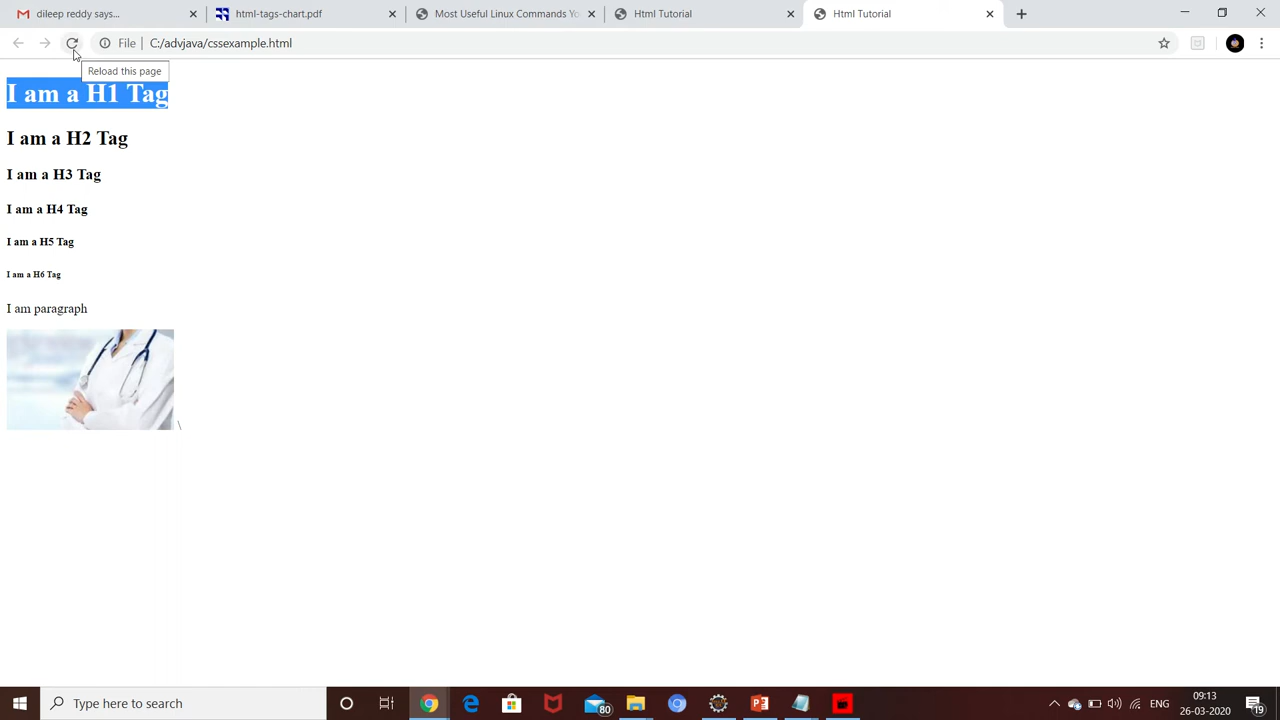 dileep reddy says...
html-tags-chart.pdf
Most Useful Linux Commands Yo
Html Tutorial
Html Tutorial
File
C:/advjava/cssexample.html
Reload this page
I am a H1 Tag
I am a H2 Tag
I am a H3 Tag
I am a H4 Tag
I am a H5 Tag
I am a H6 Tag
I am paragraph
\
Type here to search
80
ENG
09:13
26-03-2020
19